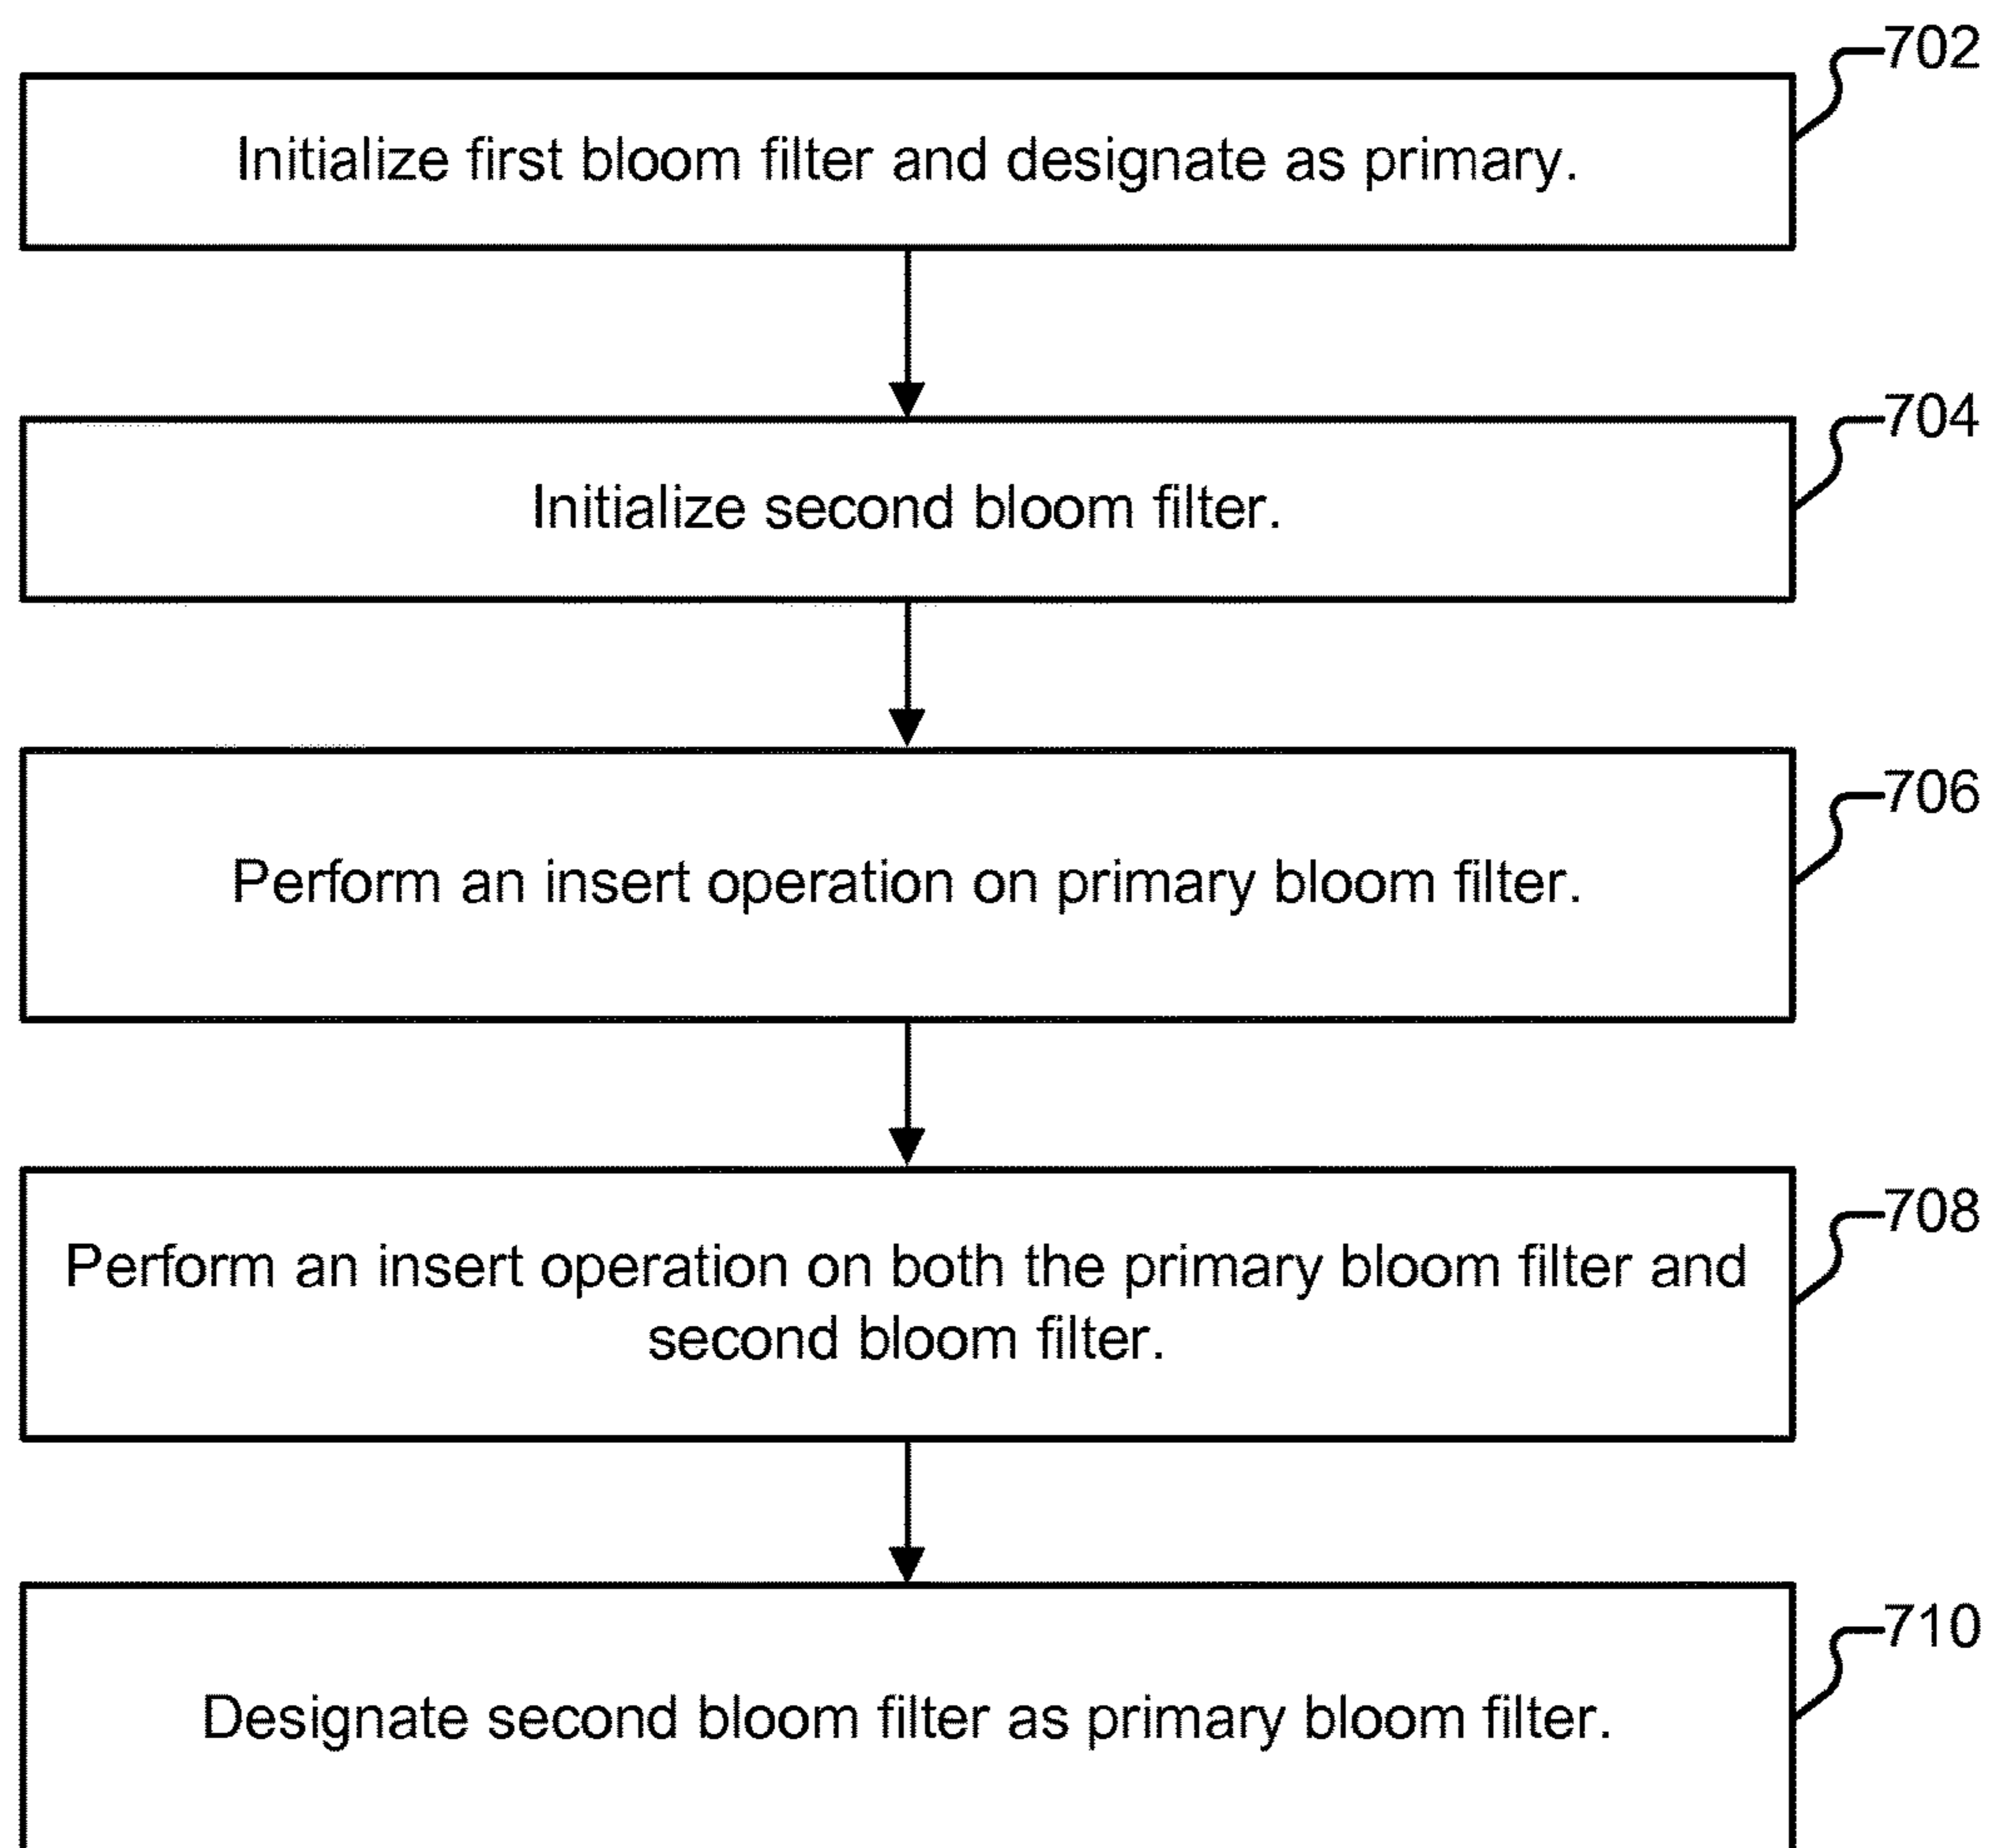 702
Initialize first bloom filter and designate as primary.
704
Initialize second bloom filter.
706
Perform an insert operation on primary bloom filter.
708
Perform an insert operation on both the primary bloom filter and
second bloom filter.
710
Designate second bloom filter as primary bloom filter.